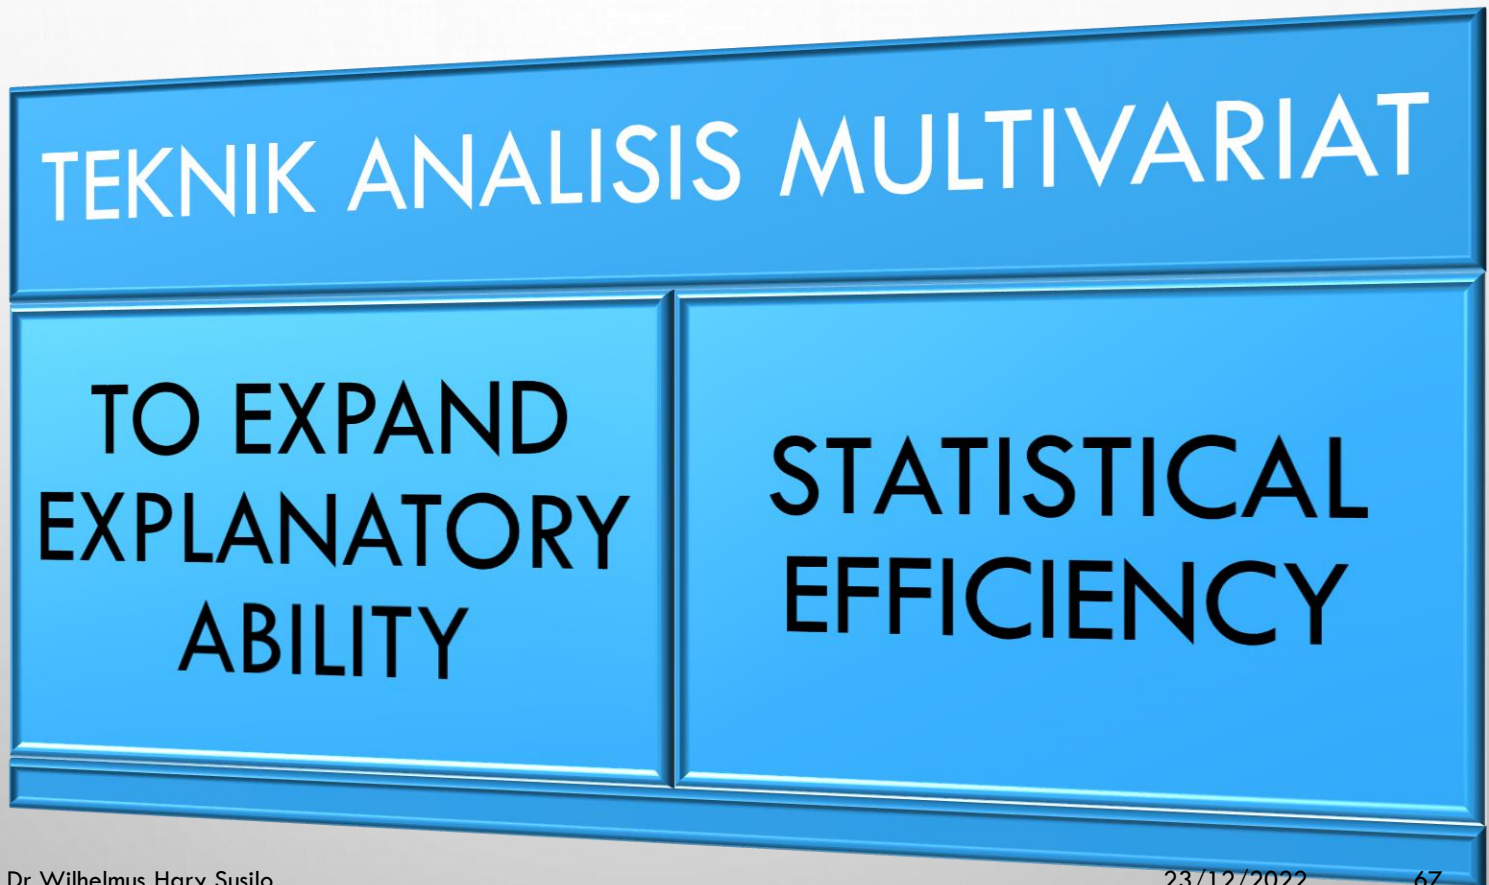 TEKNIK ANALISIS MULTIVARIAT
TO EXPAND
EXPLANATORY
ABILITY
STATISTICAL
EFFICIENCY
Dr Wilhelmus Hary Susilo
23/12/2022
67